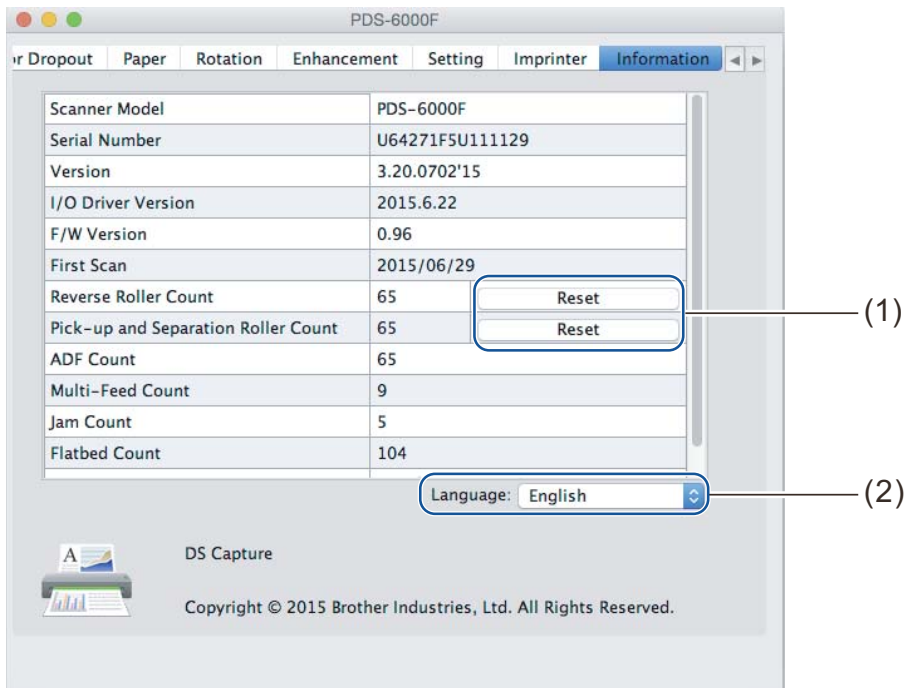 PDS-6000F
or Dropout Paper Rotation Enhancement Setting Imprinter Information
Scanner Model PDS-6000F
Serial Number U64271F5U111129
Version 3.20.0702'15
I/O Driver Version 2015.6.22
F/W Version 0.96
First Scan 2015/06/29
Reverse Roller Count 65 Reset
(1)
Pick-up and Separation Roller Count 65 Reset
ADF Count 65
Multi-Feed Count 9
Jam Count 5
Flatbed Count 104
Language: English
(2)
A
DS Capture
Copyright © 2015 Brother Industries, Ltd. All Rights Reserved.